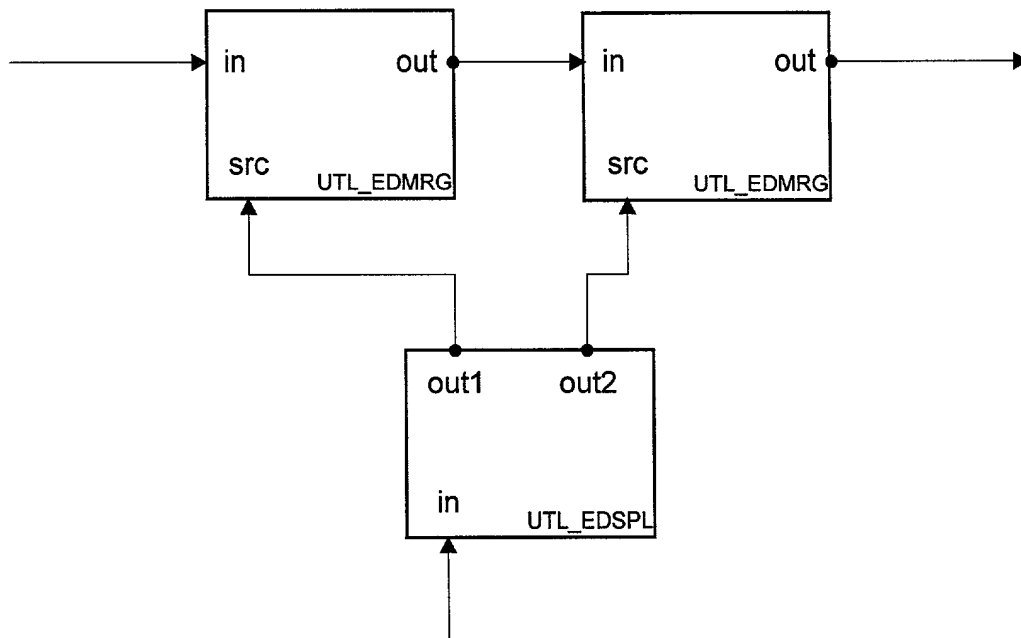 in out
src
UTL_EDMRG
in out
src
UTL_EDMRG
out1 out2
in
UTL_EDSPL